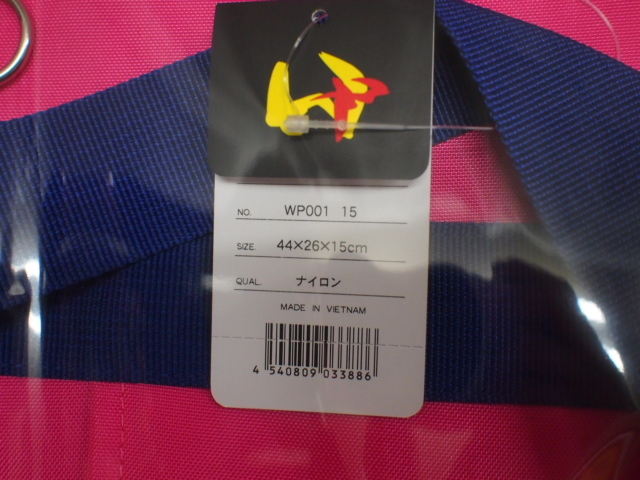 NO. WP001 15
SIZE. 44×26×15cm
QUAL. ナイロン
MADE IN VIETNAM
4 540809 033886